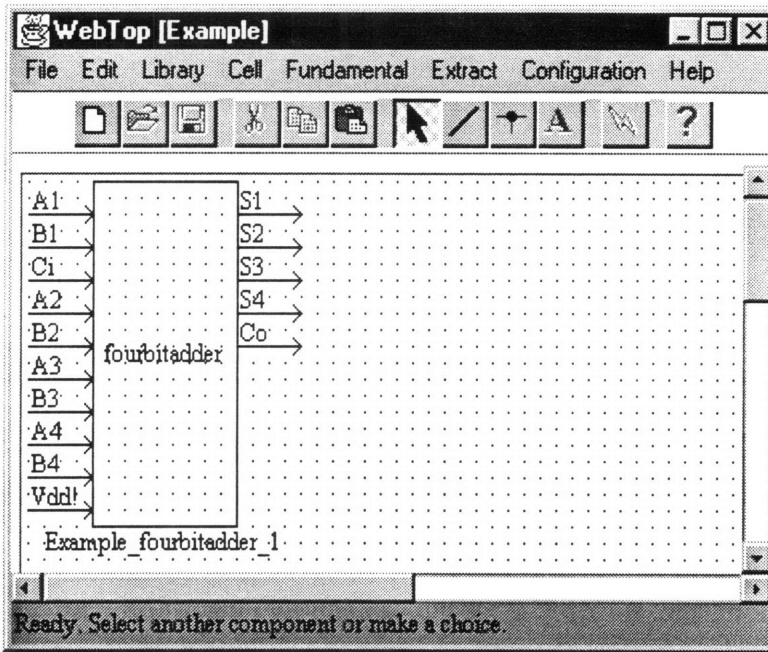 WebTop [Example]
File Edit Library Cell Fundamental Extract Configuration Help
A ?
A1 S1
B1 S2
Ci S3
A2 S4
B2 Co
fourbitadder
A3
B3
A4
B4
Vdd!
Example_fourbitadder_1
Ready. Select another component or make a choice.